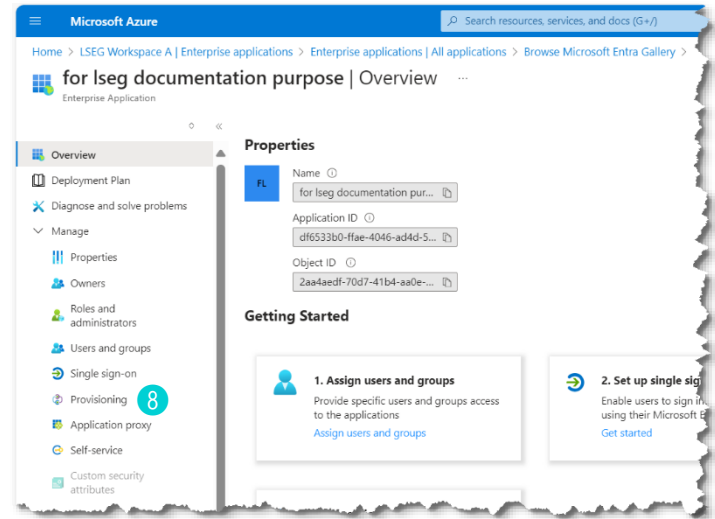 Microsoft Azure
Search resources, services, and docs (G+/)
Home > LSEG Workspace A | Enterprise applications > Enterprise applications | All applications > Browse Microsoft Entra Gallery >
for lseg documentation purpose | Overview ...
Enterprise Application
Overview
Deployment Plan
Diagnose and solve problems
Manage
Properties
Owners
Roles and
administrators
Users and groups
Single sign-on
Provisioning 8
Application proxy
Self-service
Custom security
attributes
Properties
FL
Name
for lseg documentation pur...
Application ID
df6533b0-ffae-4046-ad4d-5...
Object ID
2aa4aedf-70d7-41b4-aa0e-...
Getting Started
1. Assign users and groups
Provide specific users and groups access
to the applications
Assign users and groups
2. Set up single sig
Enable users to sign in
using their Microsoft E
Get started